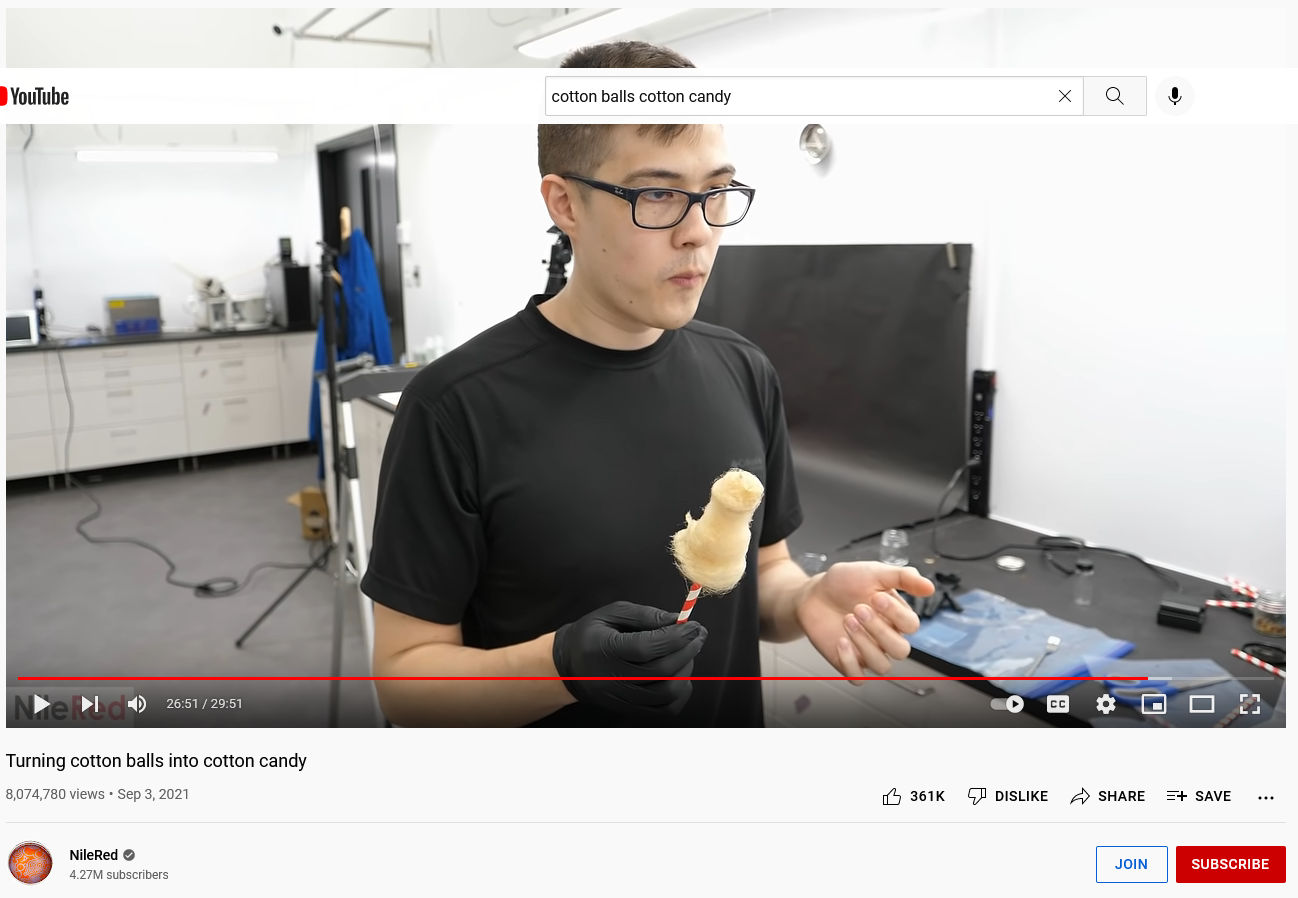 YouTube
cotton balls cotton candy
NileRed
26:51 / 29:51
CC
Turning cotton balls into cotton candy
8,074,780 views • Sep 3, 2021
361K
DISLIKE
SHARE
SAVE
NileRed
4.27M subscribers
JOIN
SUBSCRIBE